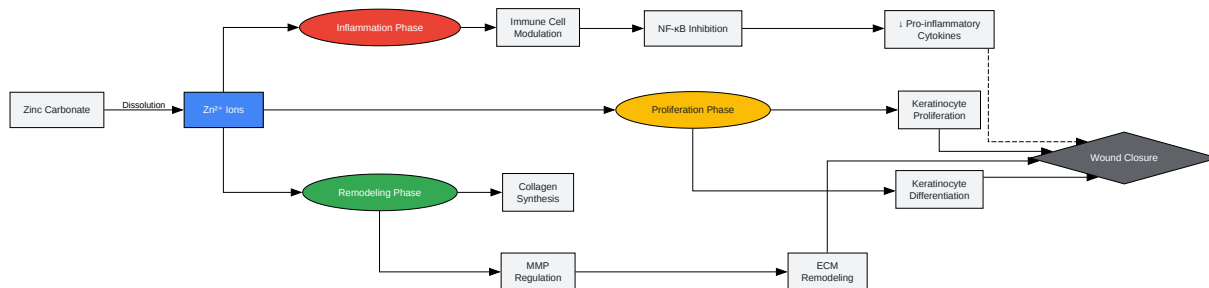 Inflammation Phase
Immune Cell
Modulation
NF-κB Inhibition
↓ Pro-inflammatory
Cytokines
Zinc Carbonate
Dissolution
Zn²⁺ Ions
Proliferation Phase
Keratinocyte
Proliferation
Wound Closure
Remodeling Phase
Collagen
Synthesis
Keratinocyte
Differentiation
MMP
Regulation
ECM
Remodeling